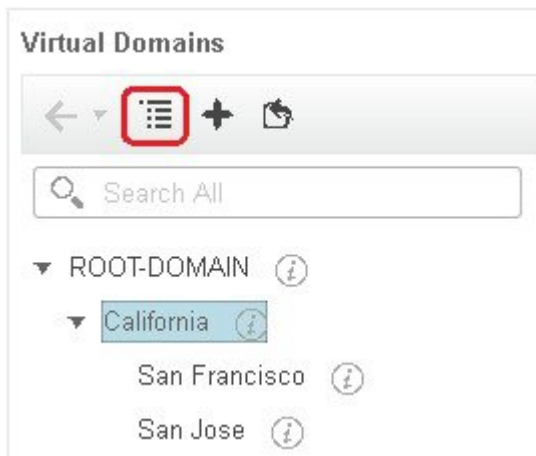 Virtual Domains
Search All
ROOT-DOMAIN
California
San Francisco
San Jose